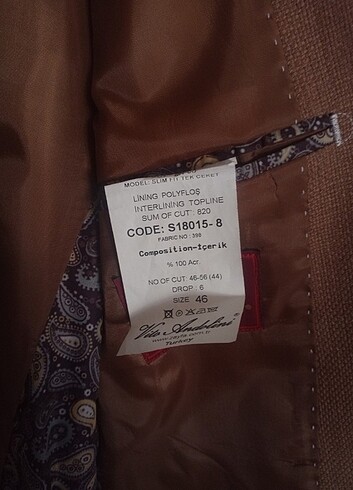 MODEL: SLIM FIT TEK CEKET
LINING POLYFLOŞ
INTERLINING TOPLINE
SUM OF CUT: 820
CODE: S18015-8
FABRIC NO: 398
Composition-İçerik
% 100 Acr.
NO OF CUT: 46-56 (44)
DROP: 6
SIZE 46
Vito Andolini
Turkey